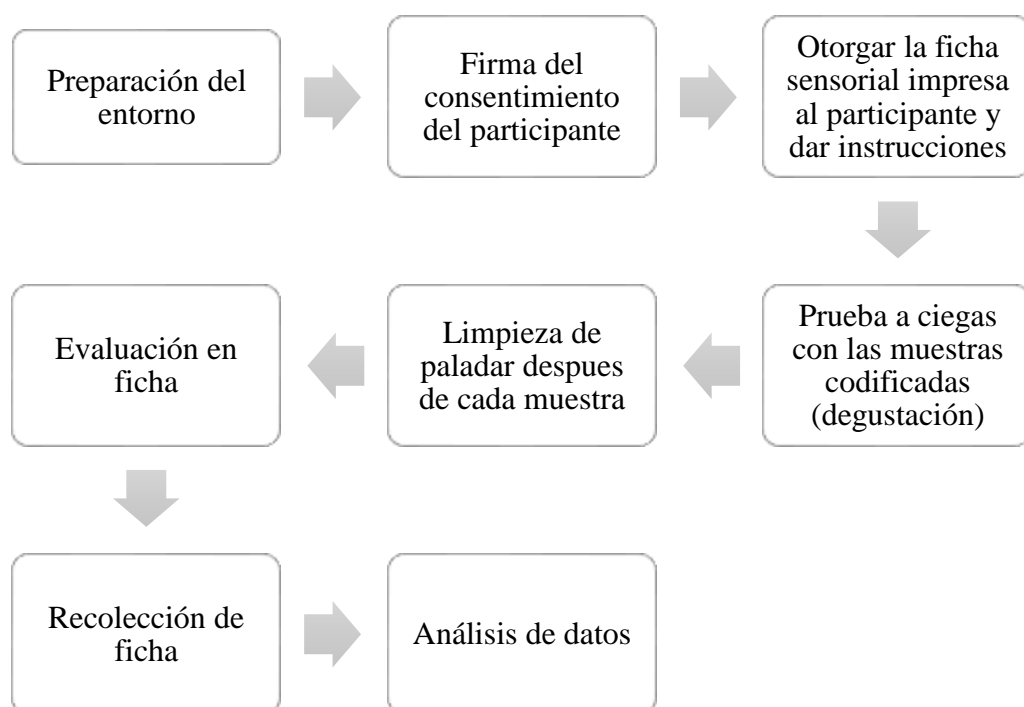 Preparación del
entorno
Firma del
consentimiento
del participante
Otorgar la ficha
sensorial impresa
al participante y
dar instrucciones
Prueba a ciegas
con las muestras
codificadas
(degustación)
Limpieza de
paladar despues
de cada muestra
Evaluación en
ficha
Recolección de
ficha
Análisis de datos